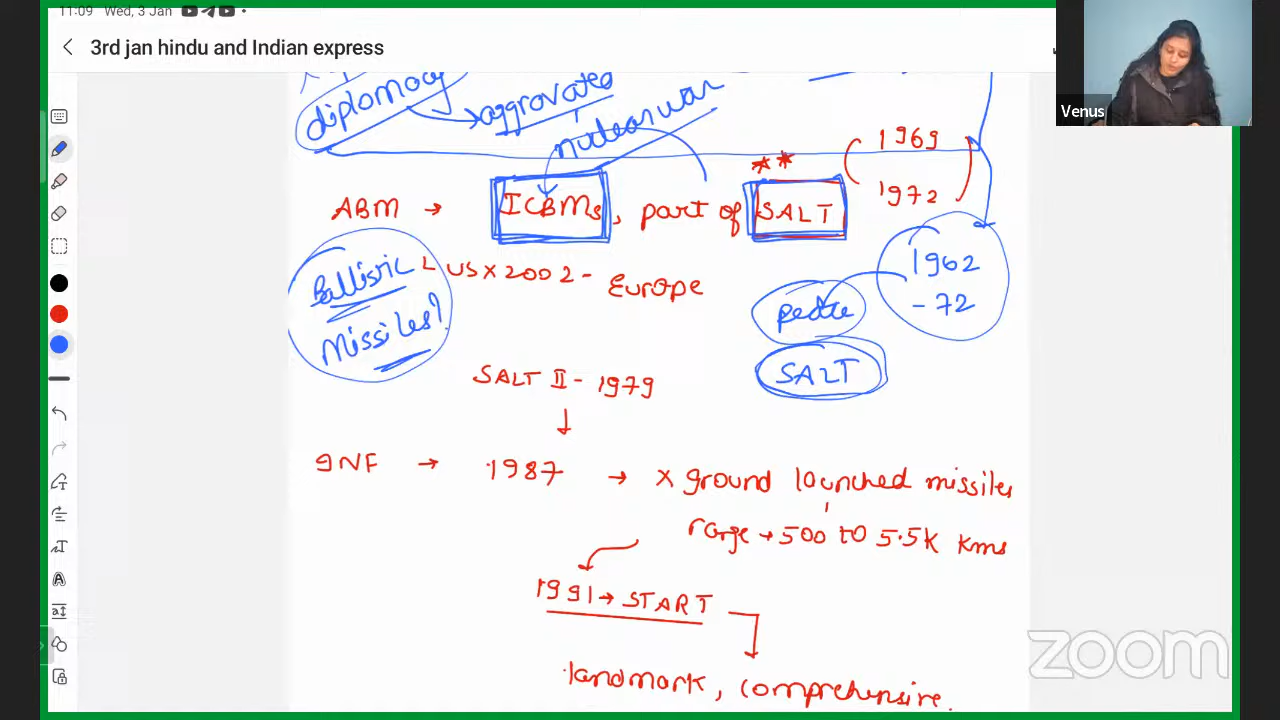 11:09 Wed, 3 Jan
3rd jan hindu and Indian express
Venus
diplomacy → aggravated
nuclear war
1969
ABM → ICBMs, part of SALT
1972
Ballistic
Missiles?
US X 2002 - Europe
1962
- 72
peace
SALT
SALT II - 1979
INF → 1987 → X ground launched missiles
range → 500 to 5.5K Kms
1991 → START
landmark, comprehensive.
zoom